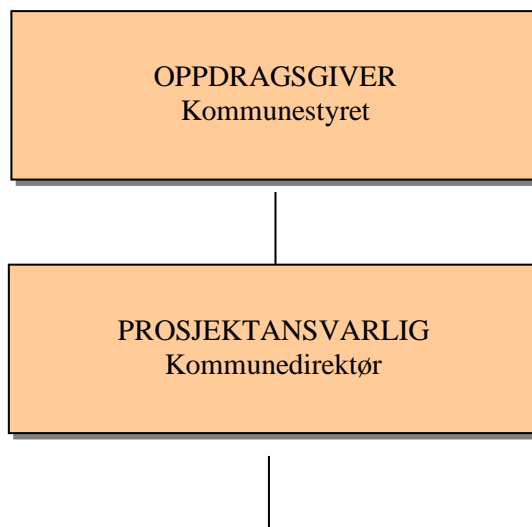 OPPDRAGSGIVER
Kommunestyret
PROSJEKTANSVARLIG
Kommunedirektør